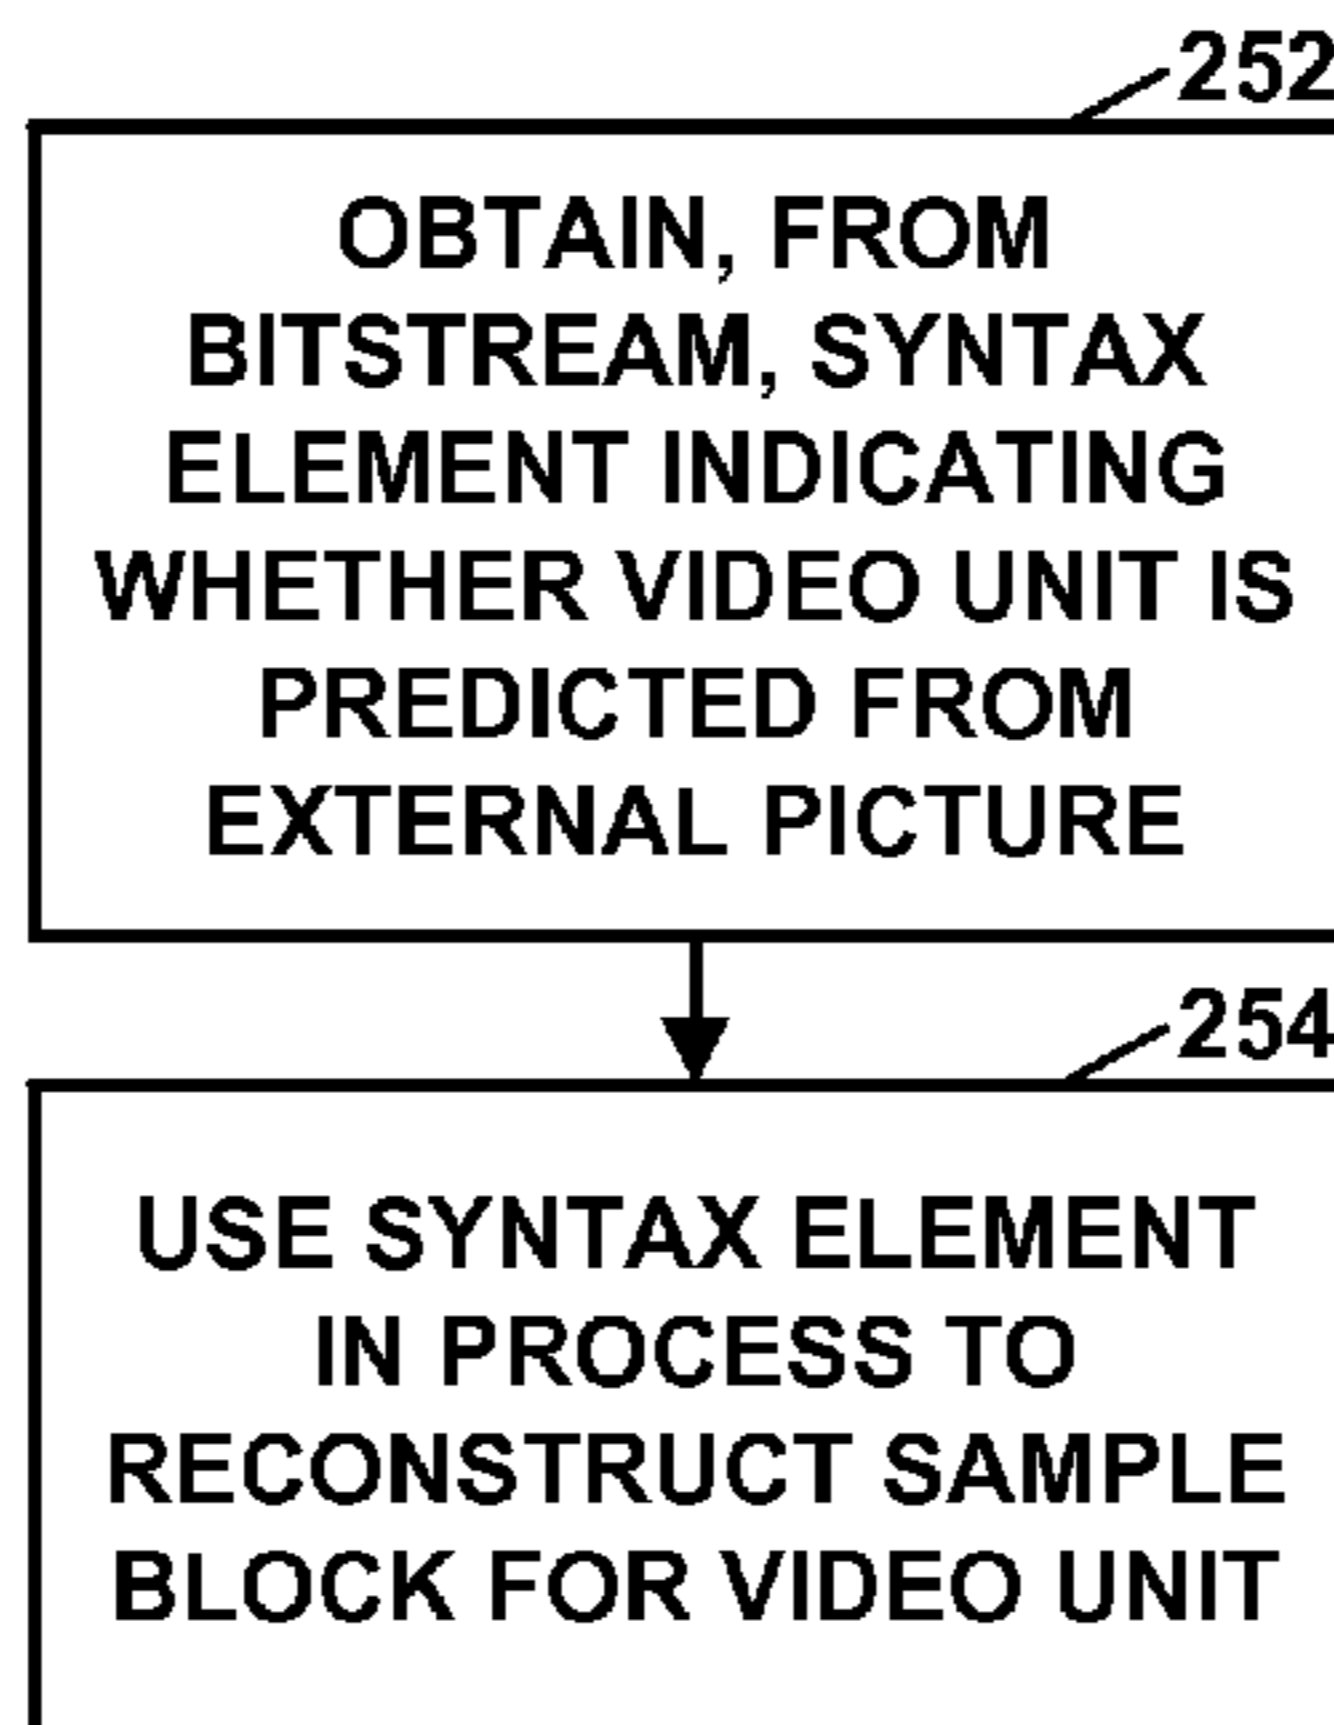 252
OBTAIN, FROM
BITSTREAM, SYNTAX
ELEMENT INDICATING
WHETHER VIDEO UNIT IS
PREDICTED FROM
EXTERNAL PICTURE
254
USE SYNTAX ELEMENT
IN PROCESS TO
RECONSTRUCT SAMPLE
BLOCK FOR VIDEO UNIT